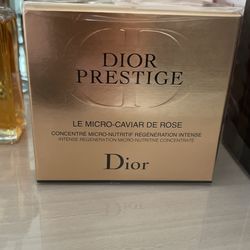 DIOR
PRESTIGE
LE MICRO-CAVIAR DE ROSE
CONCENTRÉ MICRO-NUTRITIF RÉGÉNÉRATION INTENSE
INTENSE REGENERATION MICRO-NUTRITIVE CONCENTRATE
Dior